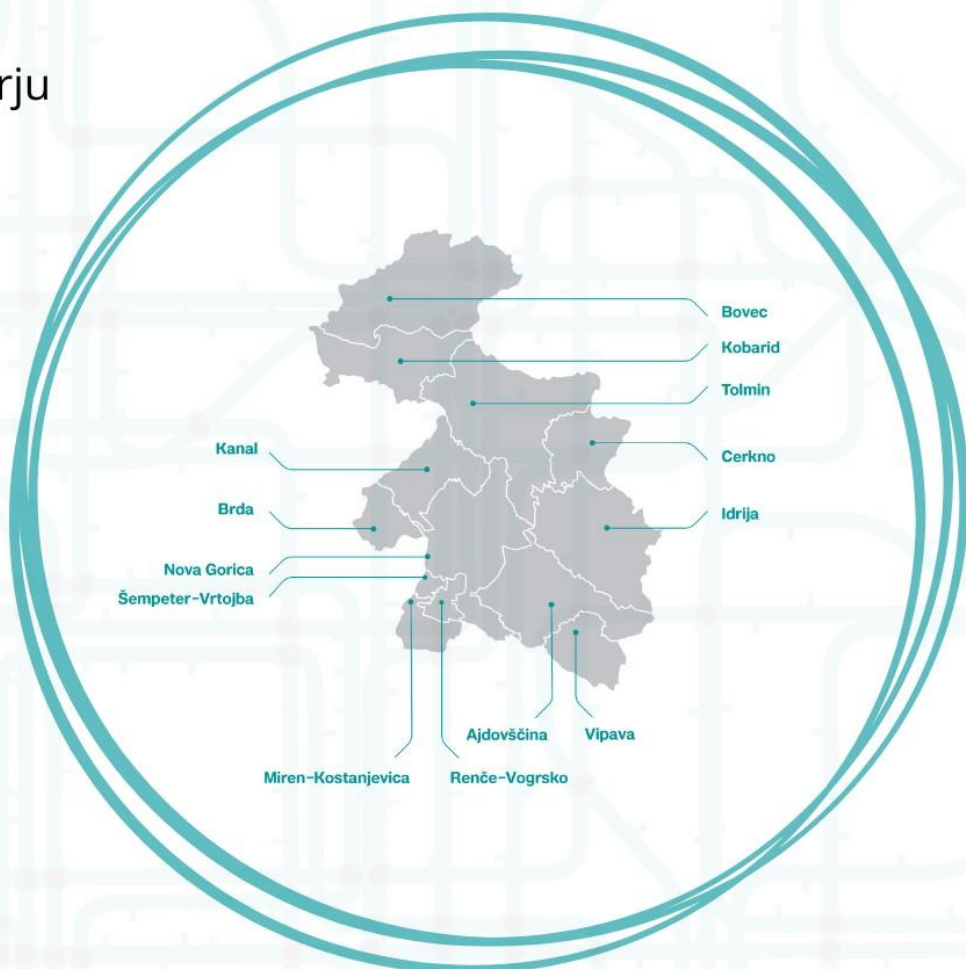 rju
Bovec
Kobarid
Tolmin
Kanal
Cerkno
Brda
Idrija
Nova Gorica
Šempeter-Vrtojba
Ajdovščina
Vipava
Miren-Kostanjevica
Renče-Vogrsko